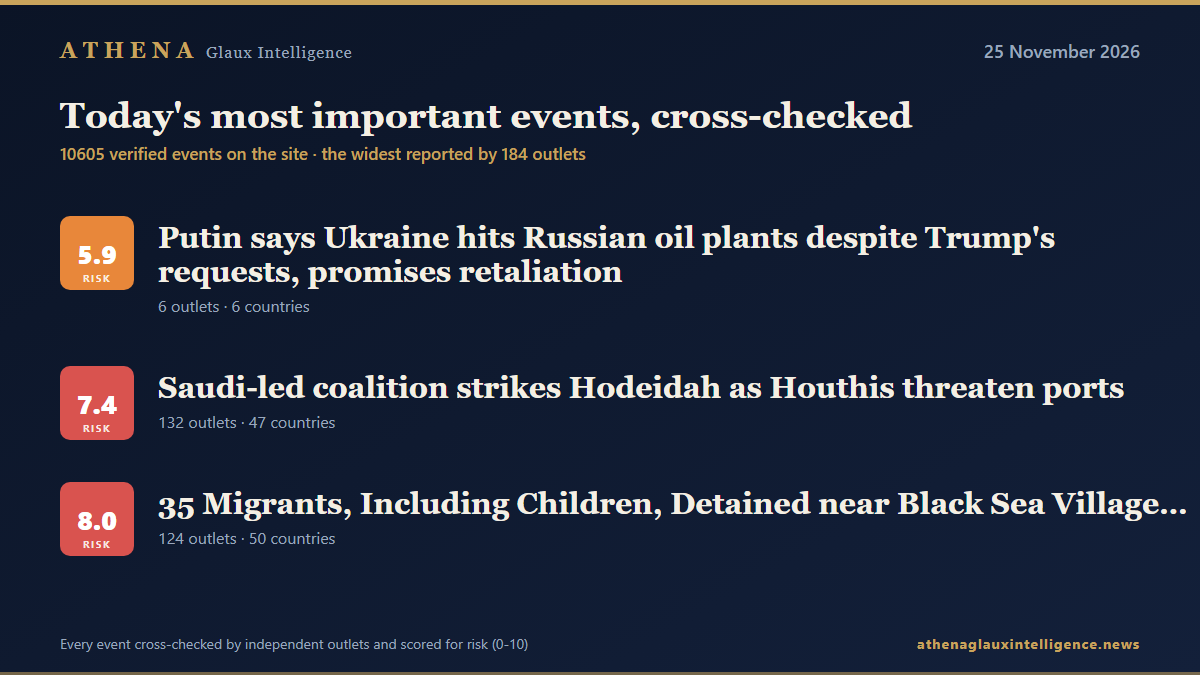 ATHENA Glaux Intelligence
25 November 2026
Today's most important events, cross-checked
10605 verified events on the site · the widest reported by 184 outlets
5.9
RISK
Putin says Ukraine hits Russian oil plants despite Trump's
requests, promises retaliation
6 outlets · 6 countries
7.4
RISK
Saudi-led coalition strikes Hodeidah as Houthis threaten ports
132 outlets · 47 countries
8.0
RISK
35 Migrants, Including Children, Detained near Black Sea Village...
124 outlets · 50 countries
Every event cross-checked by independent outlets and scored for risk (0-10)
athenaglauxintelligence.news